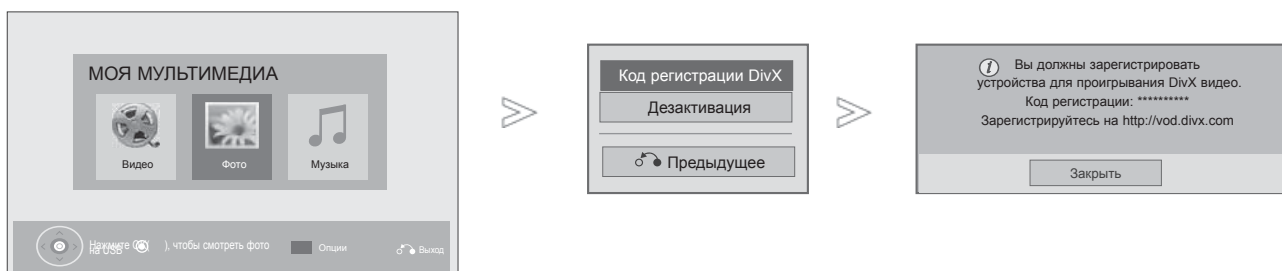 МОЯ МУЛЬТИМЕДИА
Видео
Фото
Музыка
Нажмите OK( ), чтобы смотреть фото
на USB
Опции
Выход
Код регистрации DivX
Дезактивация
Предыдущее
Вы должны зарегистрировать
устройства для проигрывания DivX видео.
Код регистрации: **********
Зарегистрируйтесь на http://vod.divx.com
Закрыть